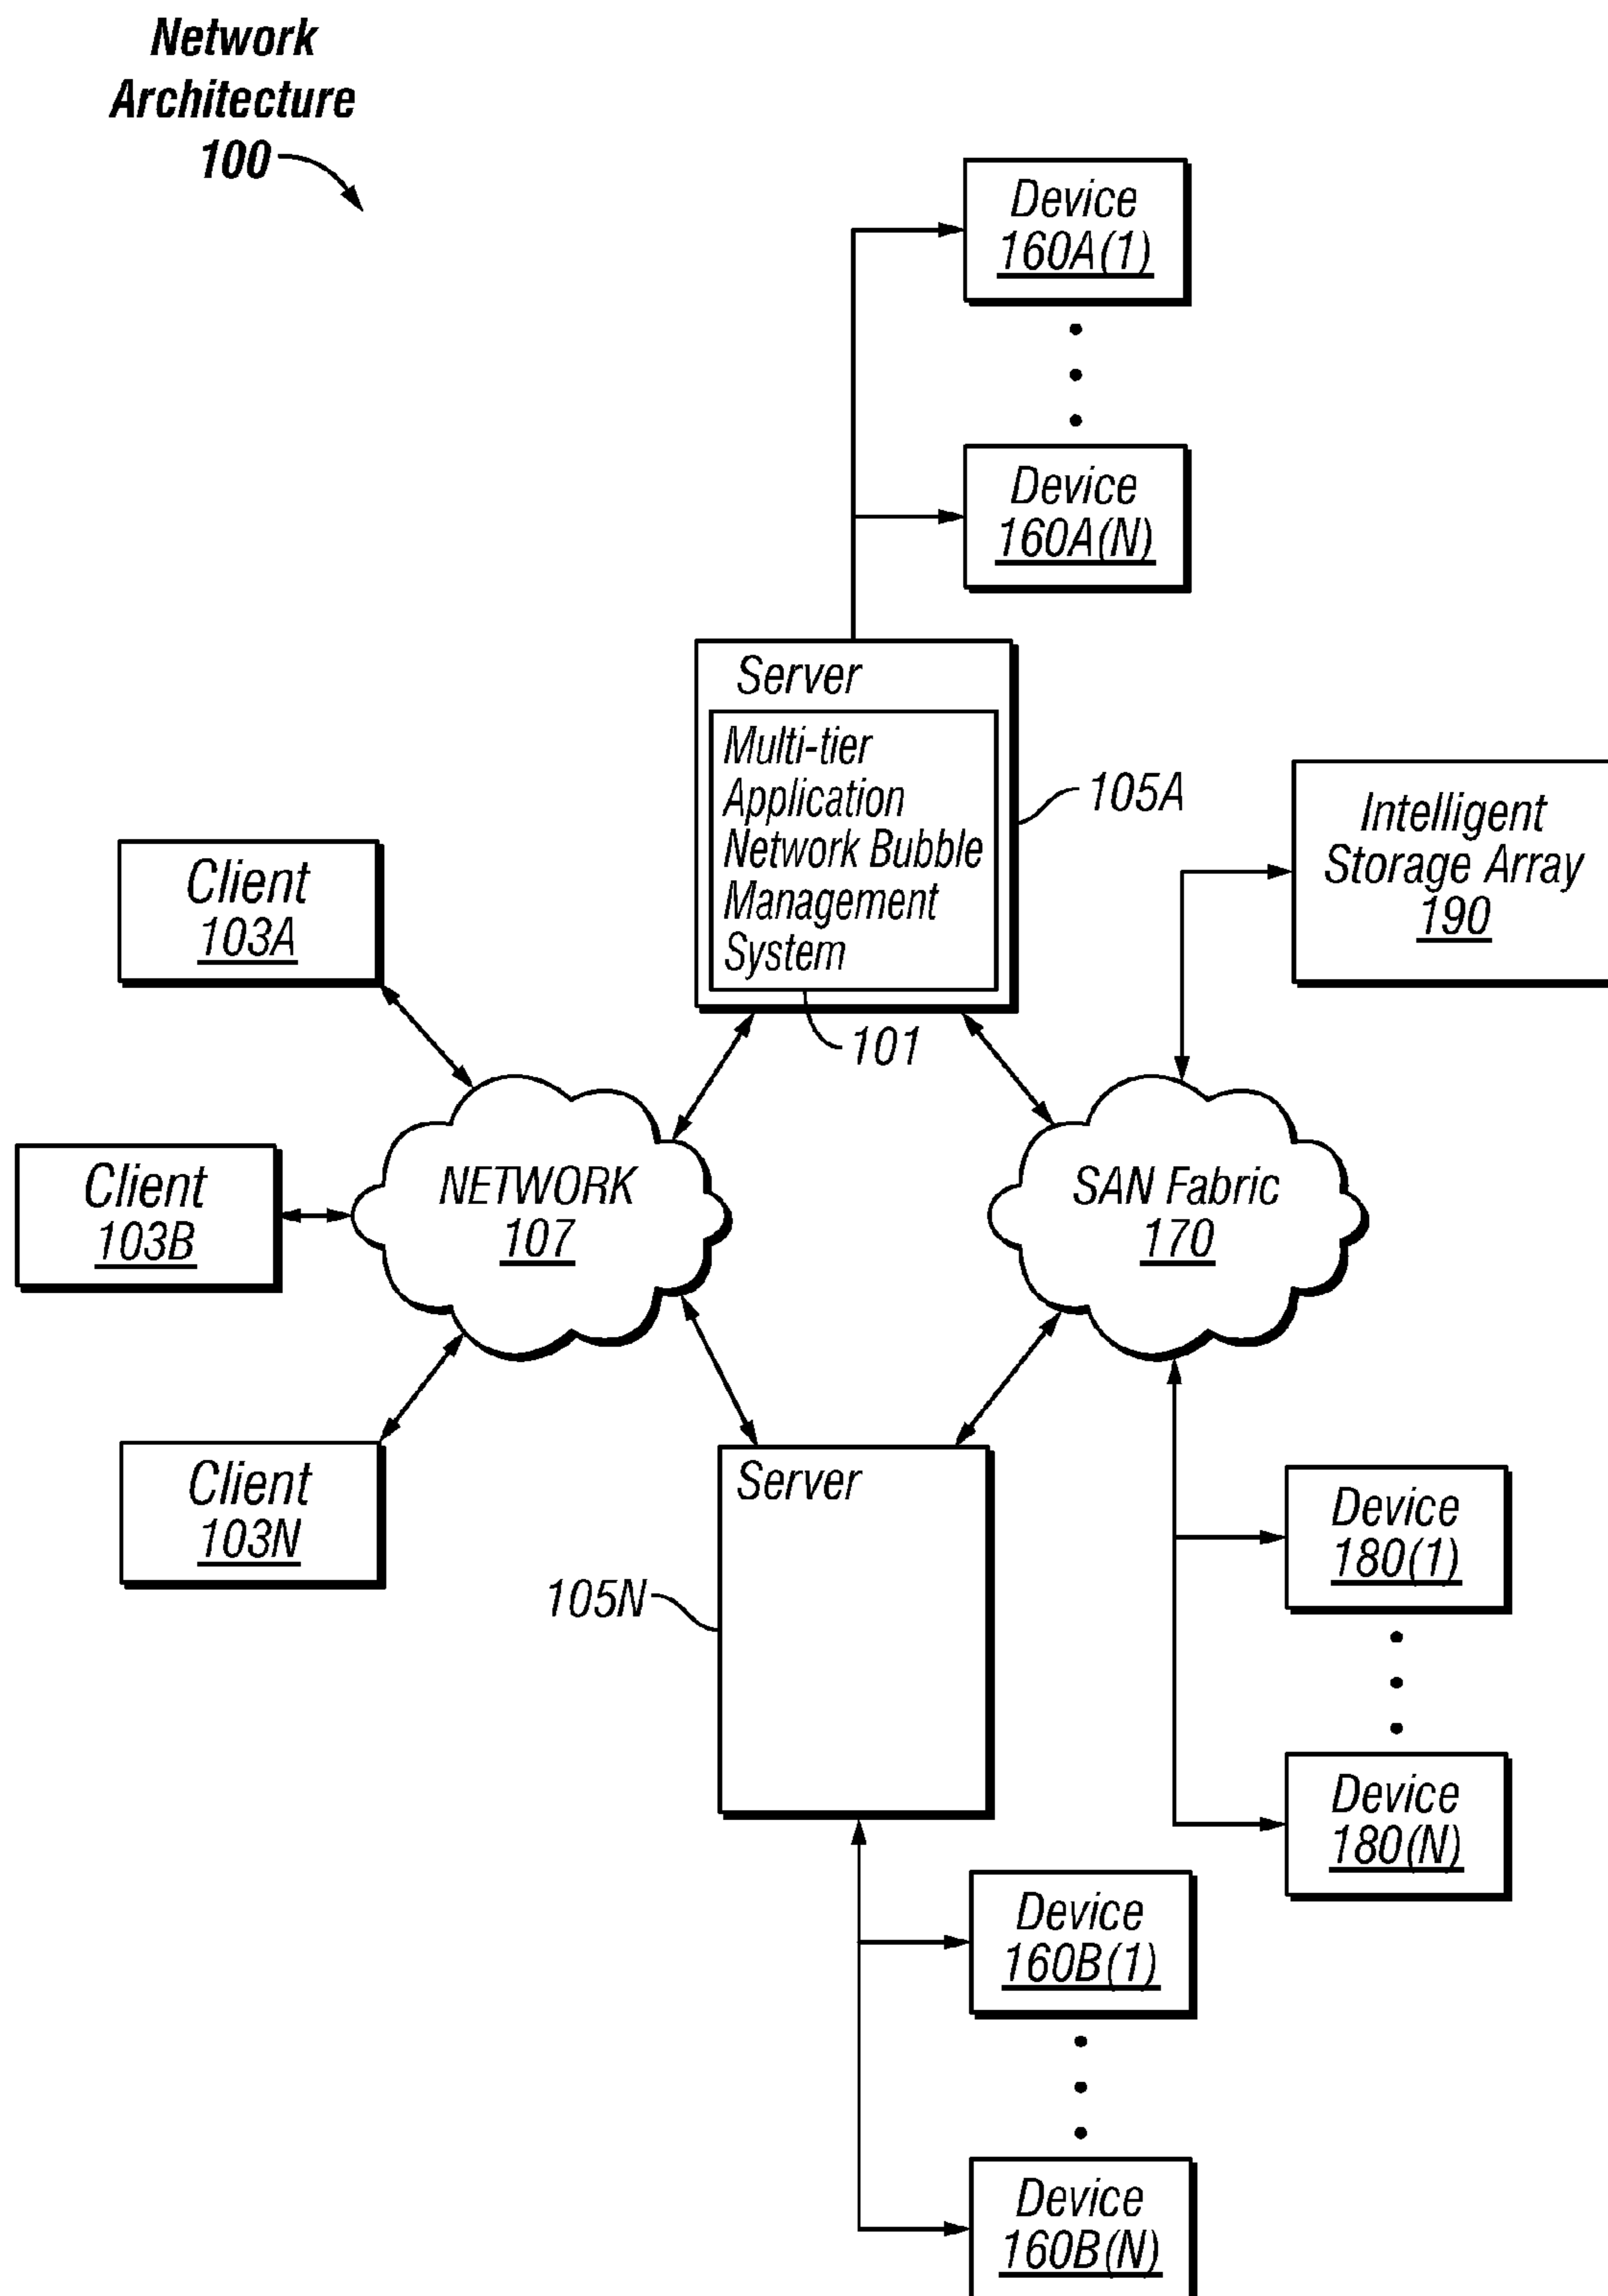 Network
Architecture
100
Device
160A(1)
Device
160A(N)
Server
Multi-tier
Application
Network Bubble
Management
System
105A
101
Intelligent
Storage Array
190
Client
103A
Client
103B
Client
103N
NETWORK
107
SAN Fabric
170
Server
105N
Device
180(1)
Device
180(N)
Device
160B(1)
Device
160B(N)